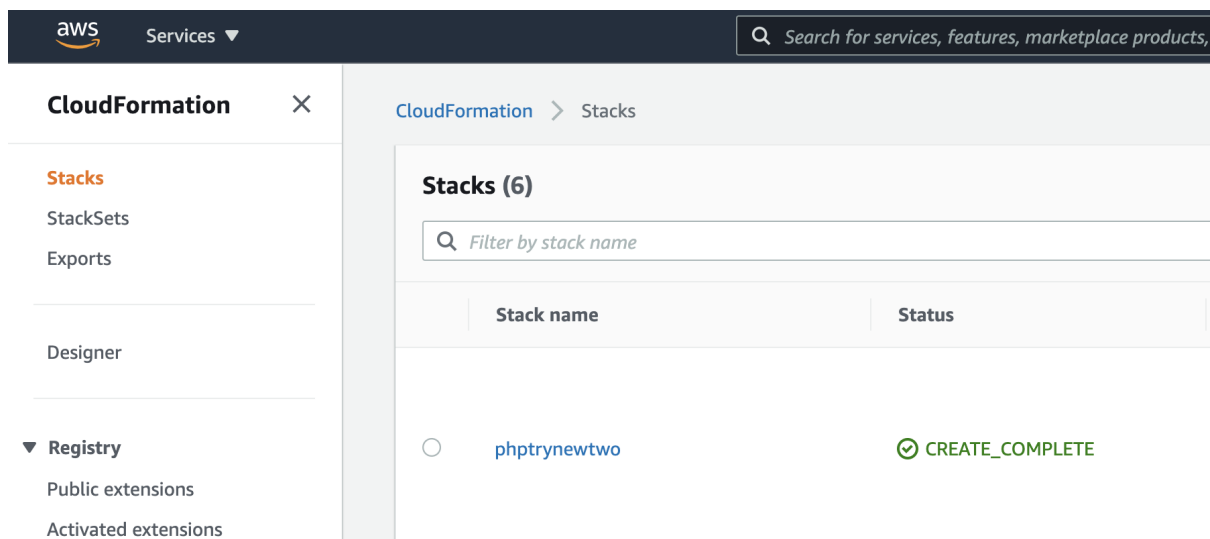 aws
Services ▼
Search for services, features, marketplace products,
CloudFormation
CloudFormation > Stacks
Stacks
StackSets
Exports
Designer
▼ Registry
Public extensions
Activated extensions
Stacks (6)
Filter by stack name
Stack name Status
phptrynewtwo CREATE_COMPLETE